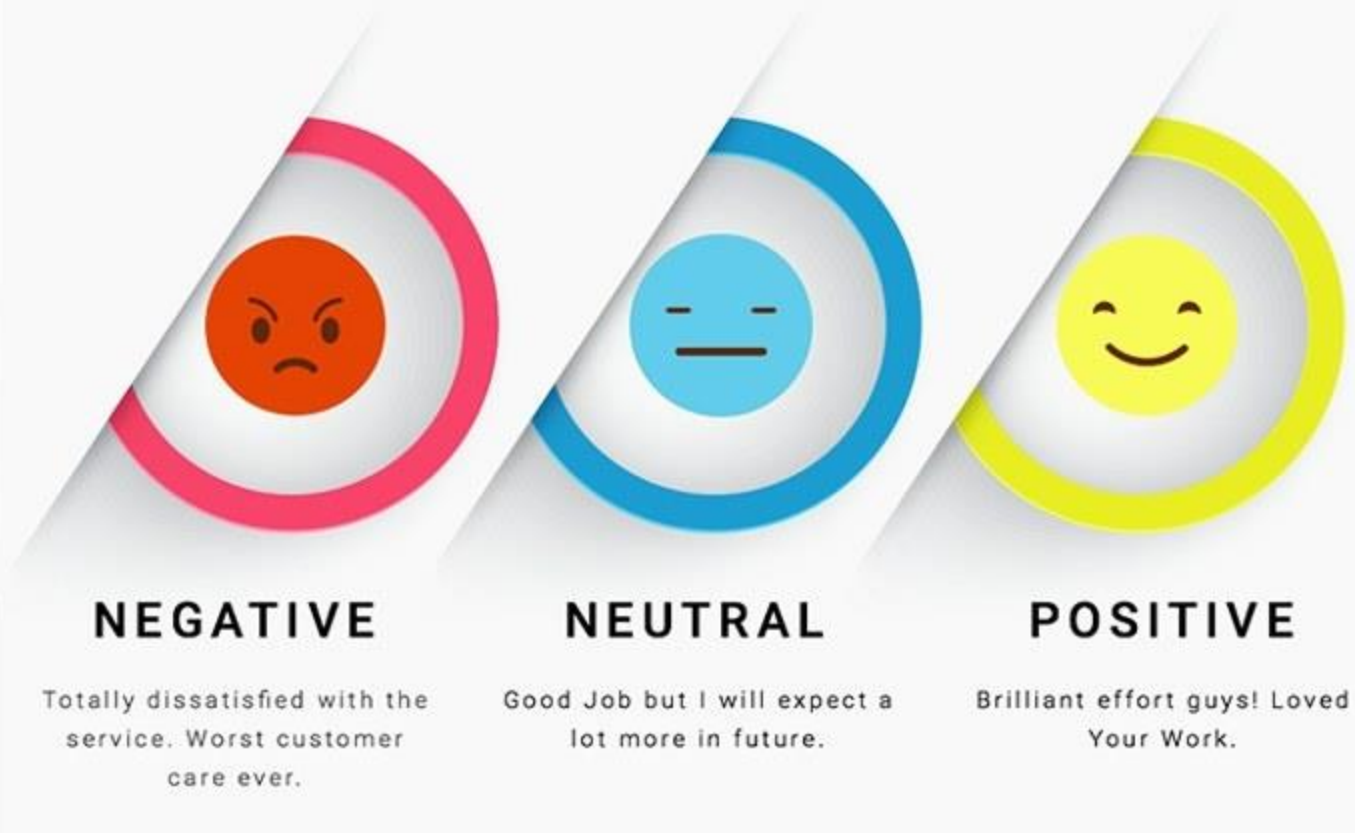 NEGATIVE
Totally dissatisfied with the
service. Worst customer
care ever.
NEUTRAL
Good Job but I will expect a
lot more in future.
POSITIVE
Brilliant effort guys! Loved
Your Work.